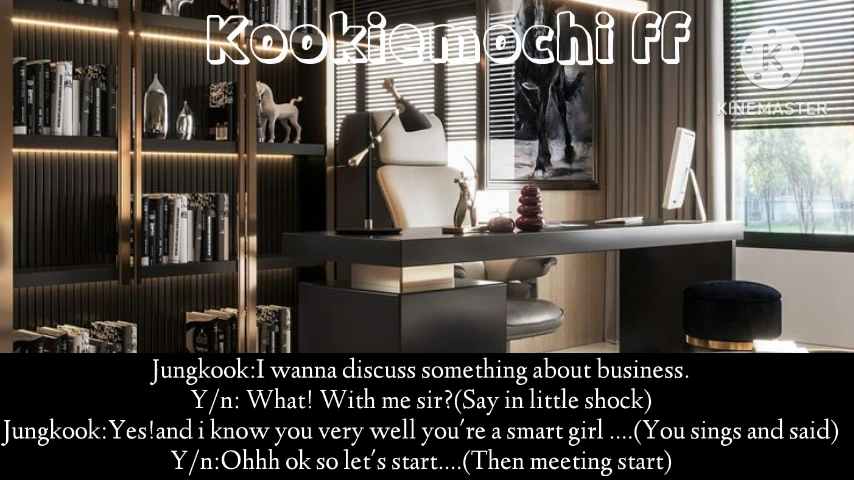 Kookiemochi ff
K
KINEMASTER
Jungkook:I wanna discuss something about business.
Y/n: What! With me sir?(Say in little shock)
Jungkook:Yes!and i know you very well you're a smart girl ....(You sings and said)
Y/n:Ohhh ok so let's start....(Then meeting start)